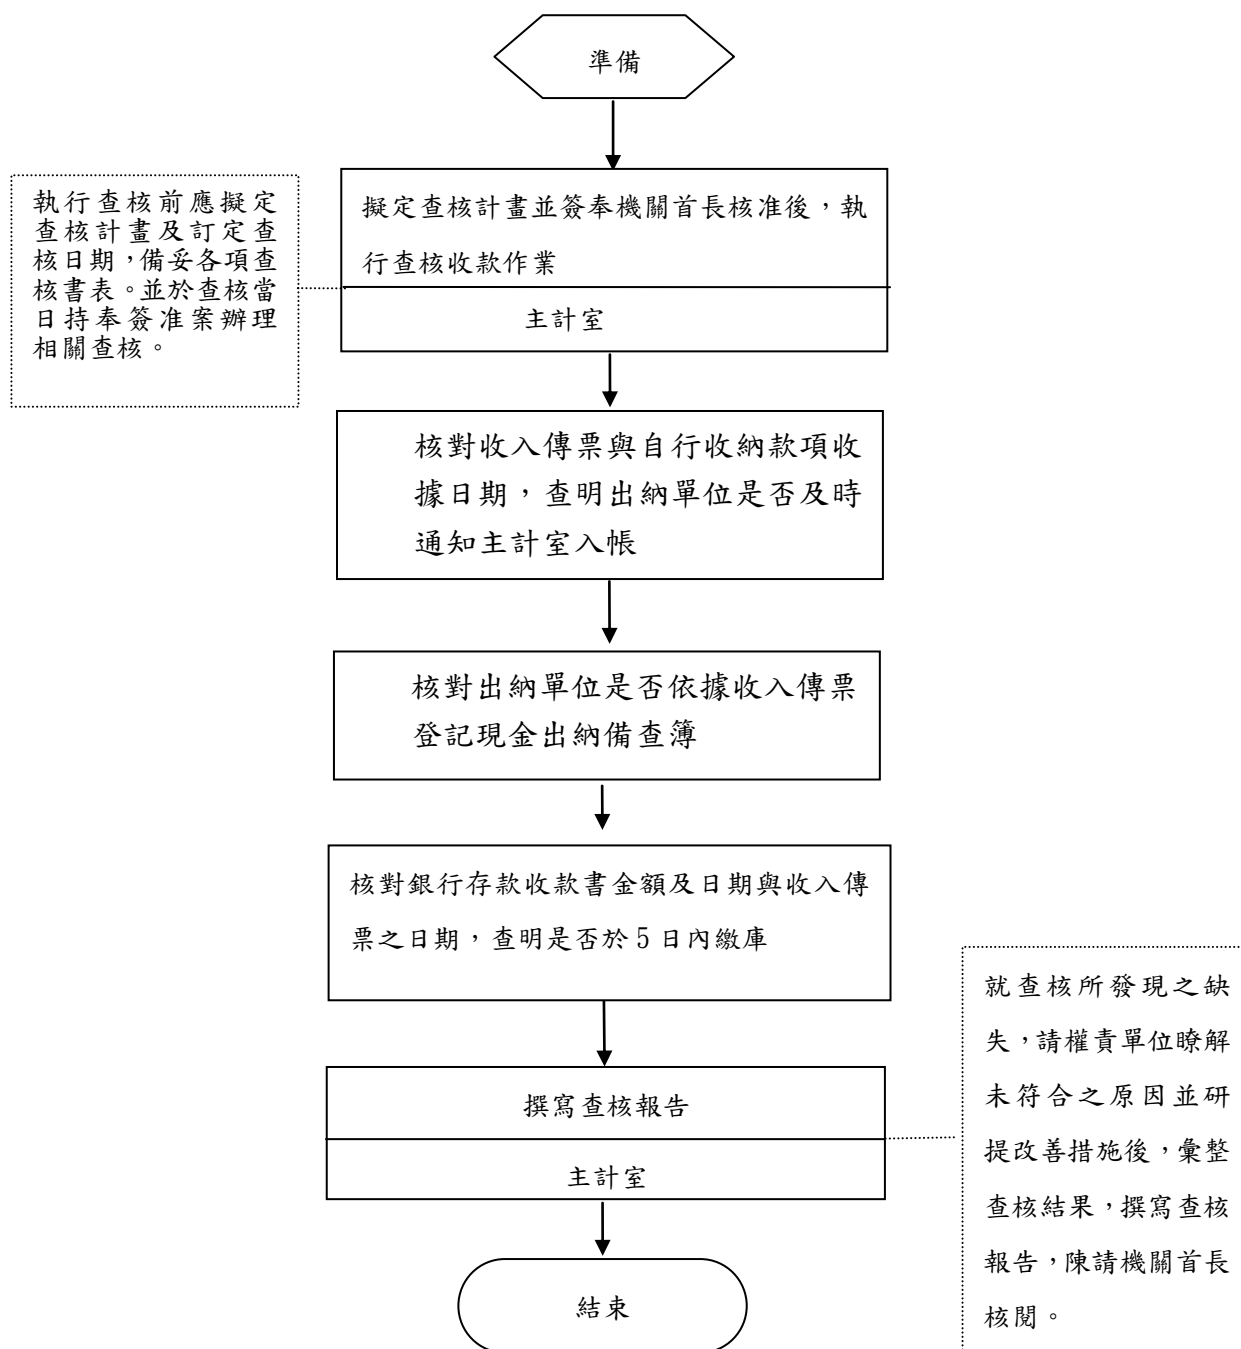 準備
執行查核前應擬定
查核計畫及訂定查
核日期，備妥各項查
核書表。並於查核當
日持奉簽准案辦理
相關查核。
擬定查核計畫並簽奉機關首長核准後，執
行查核收款作業
主計室
核對收入傳票與自行收納款項收
據日期，查明出納單位是否及時
通知主計室入帳
核對出納單位是否依據收入傳票
登記現金出納備查簿
核對銀行存款收款書金額及日期與收入傳
票之日期，查明是否於5日內繳庫
撰寫查核報告
主計室
就查核所發現之缺
失，請權責單位瞭解
未符合之原因並研
提改善措施後，彙整
查核結果，撰寫查核
報告，陳請機關首長
核閱。
結束